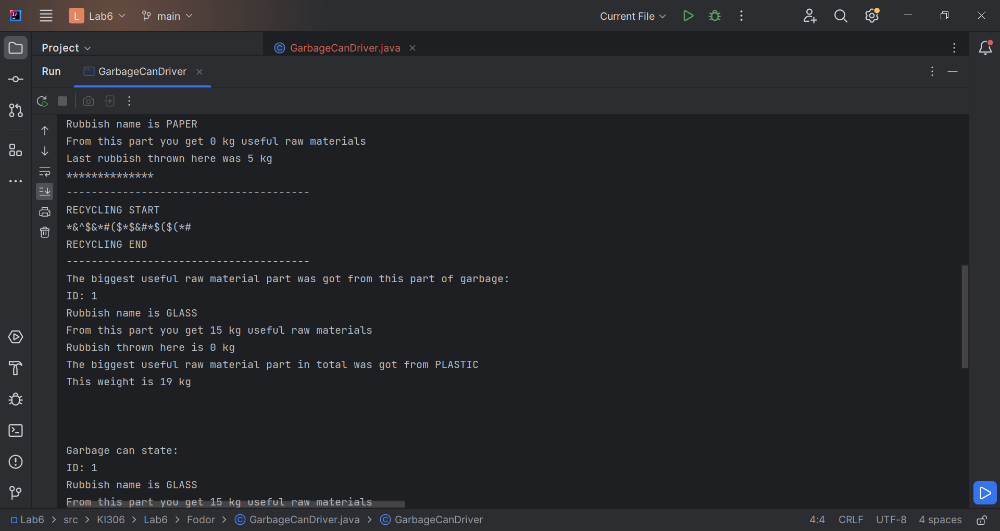 L Lab6 main Current File
Project GarbageCanDriver.java
Run GarbageCanDriver
Rubbish name is PAPER
From this part you get 0 kg useful raw materials
Last rubbish thrown here was 5 kg
**************
---------------------------------------
RECYCLING START
*&^$&*#($*$&#*$($(*#
RECYCLING END
---------------------------------------
The biggest useful raw material part was got from this part of garbage:
ID: 1
Rubbish name is GLASS
From this part you get 15 kg useful raw materials
Rubbish thrown here is 0 kg
The biggest useful raw material part in total was got from PLASTIC
This weight is 19 kg
Garbage can state:
ID: 1
Rubbish name is GLASS
From this part you get 15 kg useful raw materials
Lab6 > src > KI306 > Lab6 > Fodor > GarbageCanDriver.java > GarbageCanDriver 4:4 CRLF UTF-8 4 spaces